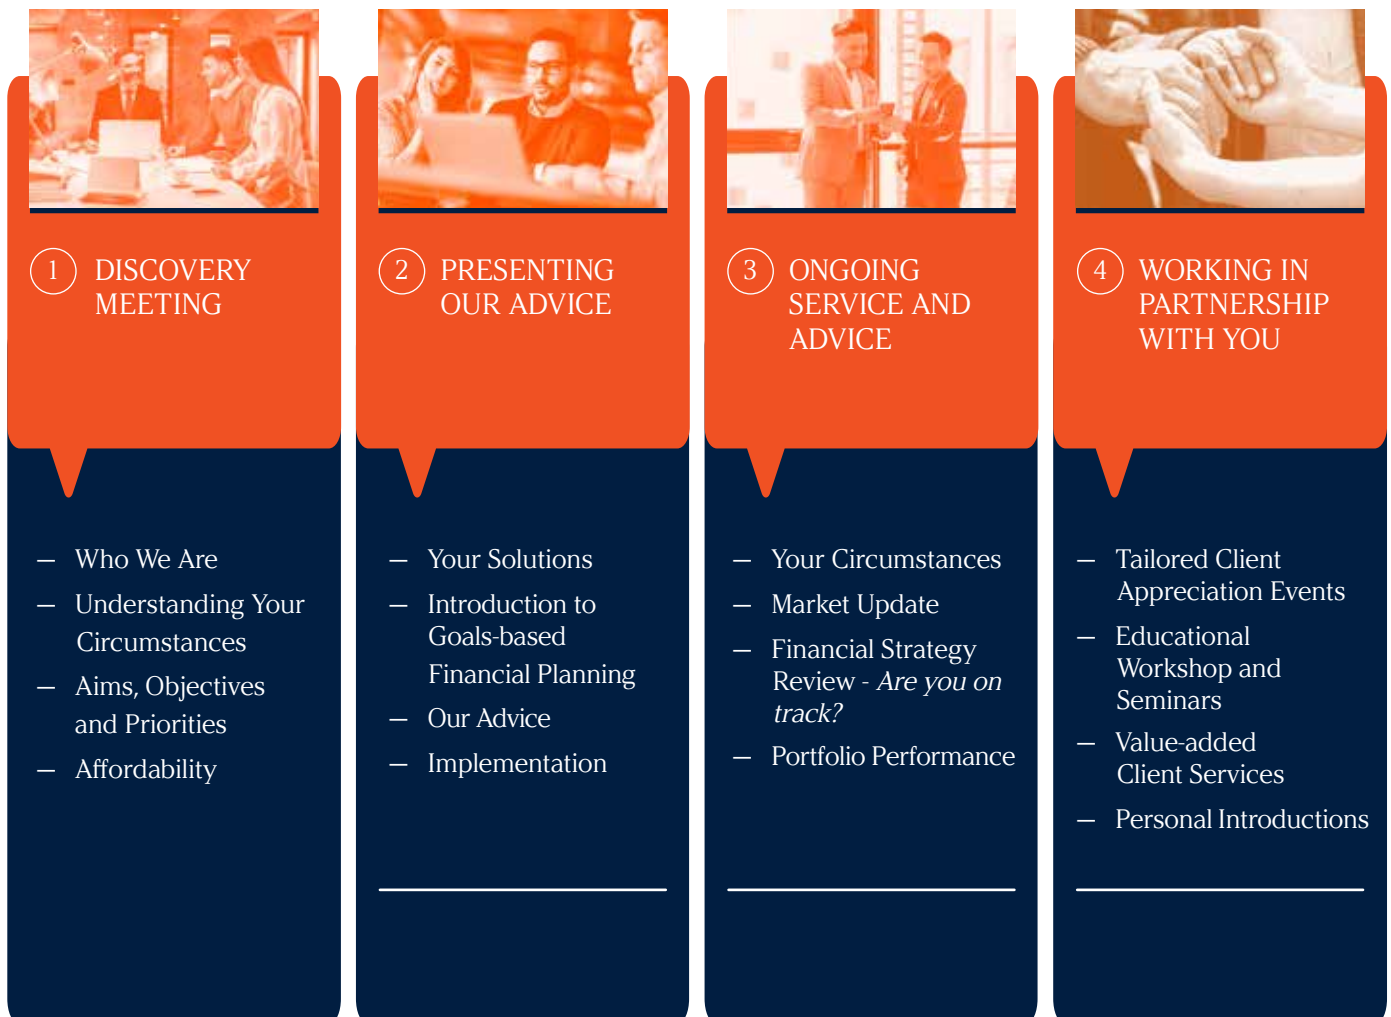 1
DISCOVERY
MEETING
— Who We Are
— Understanding Your
Circumstances
— Aims, Objectives
and Priorities
— Affordability
2
PRESENTING
OUR ADVICE
— Your Solutions
— Introduction to
Goals-based
Financial Planning
— Our Advice
— Implementation
3
ONGOING
SERVICE AND
ADVICE
— Your Circumstances
— Market Update
— Financial Strategy
Review - Are you on
track?
— Portfolio Performance
4
WORKING IN
PARTNERSHIP
WITH YOU
— Tailored Client
Appreciation Events
— Educational
Workshop and
Seminars
— Value-added
Client Services
— Personal Introductions